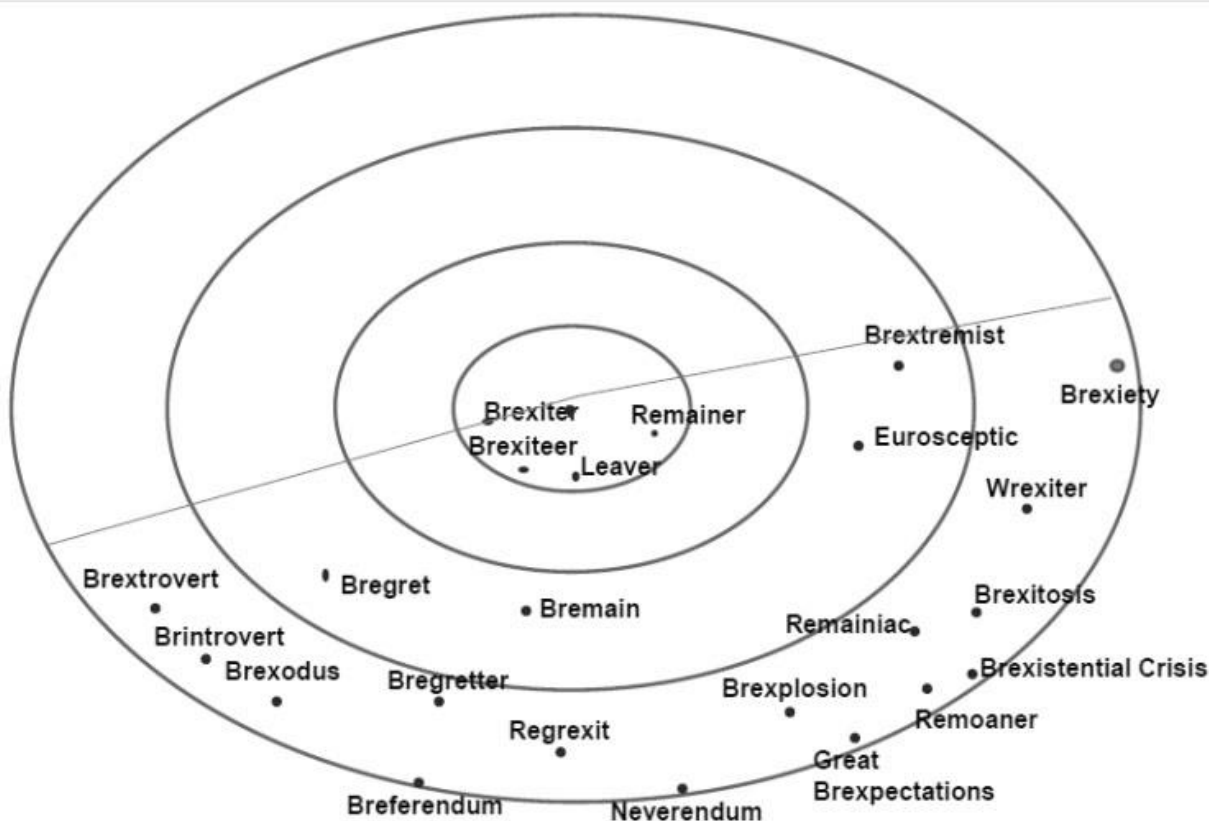 Brextremist
Brexiety
Brexiter
Remainer
Brexiteer
Leaver
Eurosceptic
Wrexiter
Brextrovert
Bregret
Bremain
Brexitosis
Remainiac
Brintrovert
Brexodus
Bregretter
Brexplosion
Brexistential Crisis
Remoaner
Regrexit
Great
Brexpectations
Breferendum
Neverendum